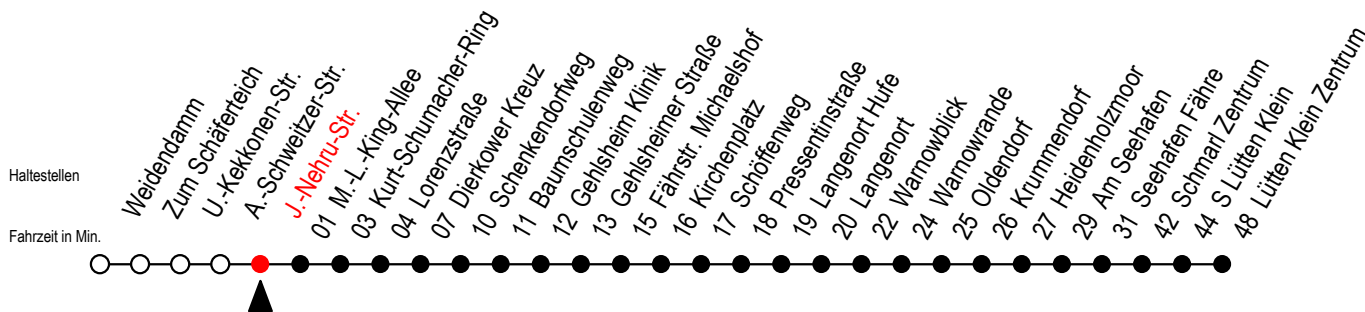 Haltestellen
Fahrzeit in Min.
Weidendamm
Zum Schäferteich
U.-Kekkonen-Str.
A.-Schweitzer-Str.
J.-Nehru-Str.
01 M.-L.-King-Allee
03 Kurt-Schumacher-Ring
04 Lorenzstraße
07 Dierkower Kreuz
10 Schenkendorfweg
11 Baumschulenweg
12 Gehlsheim Klinik
13 Gehlsheimer Straße
15 Fährstr. Michaelshof
16 Kirchenplatz
17 Schöffenweg
18 Pressentinstraße
19 Langenort Hufe
20 Langenort
22 Warnowblick
24 Warnowrande
25 Oldendorf
26 Krummendorf
27 Heidenholzmoor
29 Am Seehafen
31 Seehafen Fähre
42 Schmarl Zentrum
44 S Lütten Klein
48 Lütten Klein Zentrum